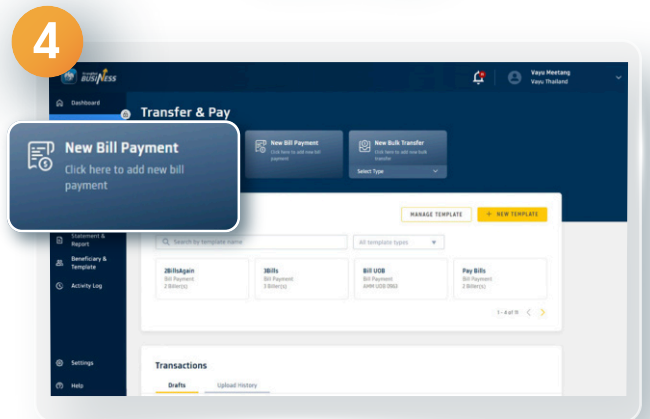 4
BUSINESS
Vayu Meetang
Vayu Thailand
Dashboard
Transfer & Pay
New Bill Payment
Click here to add new bill
payment
New Bill Payment
Click here to add new bill
payment
New Bulk Transfer
Click here to add new bulk
transfer
Select Type
MANAGE TEMPLATE
+ NEW TEMPLATE
Statement &
Report
Search by template name
All template types
Beneficiary &
Template
Activity Log
2BillsAgain
Bill Payment
2 Biller(s)
3Bills
Bill Payment
3 Biller(s)
Bill UOB
Bill Payment
Pay Bills
Bill Payment
2 Biller(s)
1 - 4 of 11
Transactions
Settings
Drafts
Upload History
Help